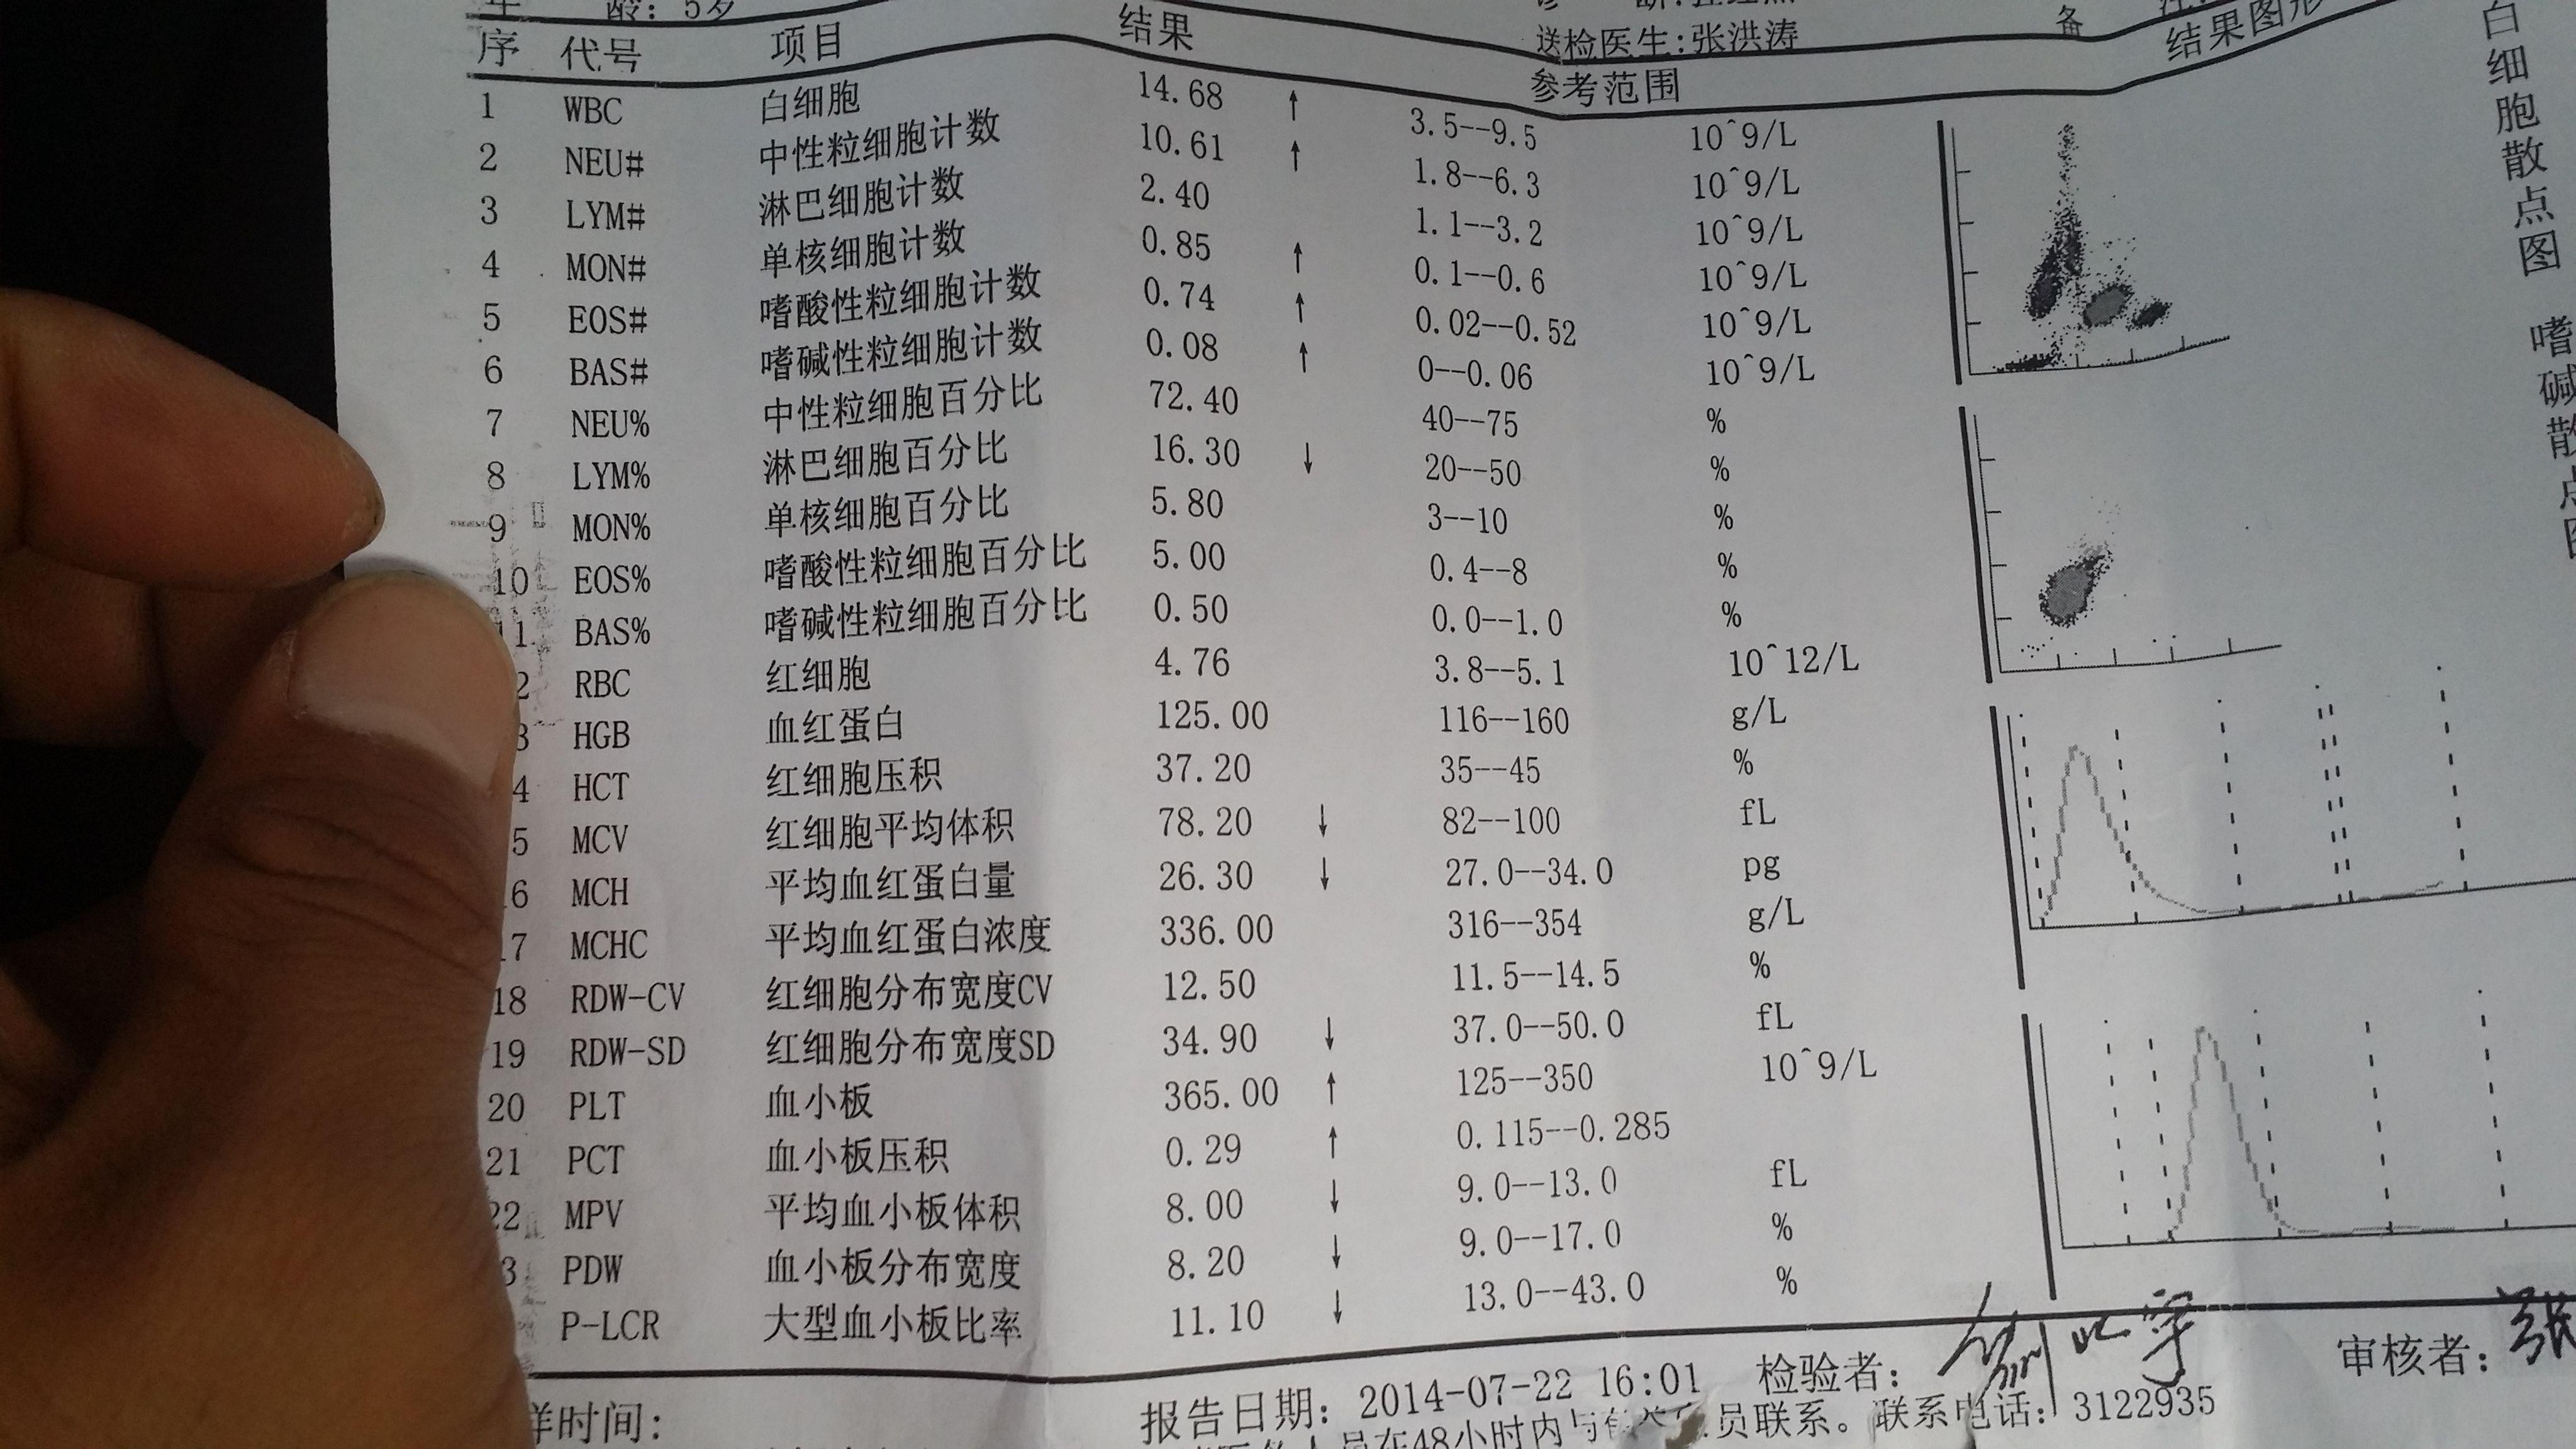 龄: 5岁
送检医生:张洪涛
序 代号 项目 结果 参考范围 结果图形
1 WBC 白细胞 14.68 ↑ 3.5--9.5 10^9/L
2 NEU# 中性粒细胞计数 10.61 ↑ 1.8--6.3 10^9/L
3 LYM# 淋巴细胞计数 2.40 1.1--3.2 10^9/L
4 MON# 单核细胞计数 0.85 ↑ 0.1--0.6 10^9/L
5 EOS# 嗜酸性粒细胞计数 0.74 ↑ 0.02--0.52 10^9/L
6 BAS# 嗜碱性粒细胞计数 0.08 ↑ 0--0.06 10^9/L
7 NEU% 中性粒细胞百分比 72.40 40--75 %
8 LYM% 淋巴细胞百分比 16.30 ↓ 20--50 %
9 MON% 单核细胞百分比 5.80 3--10 %
10 EOS% 嗜酸性粒细胞百分比 5.00 0.4--8 %
11 BAS% 嗜碱性粒细胞百分比 0.50 0.0--1.0 %
2 RBC 红细胞 4.76 3.8--5.1 10^12/L
3 HGB 血红蛋白 125.00 116--160 g/L
4 HCT 红细胞压积 37.20 35--45 %
5 MCV 红细胞平均体积 78.20 ↓ 82--100 fL
16 MCH 平均血红蛋白量 26.30 ↓ 27.0--34.0 pg
17 MCHC 平均血红蛋白浓度 336.00 316--354 g/L
18 RDW-CV 红细胞分布宽度CV 12.50 11.5--14.5 %
19 RDW-SD 红细胞分布宽度SD 34.90 ↓ 37.0--50.0 fL
20 PLT 血小板 365.00 ↑ 125--350 10^9/L
21 PCT 血小板压积 0.29 ↑ 0.115--0.285
22 MPV 平均血小板体积 8.00 ↓ 9.0--13.0 fL
3 PDW 血小板分布宽度 8.20 ↓ 9.0--17.0 %
P-LCR 大型血小板比率 11.10 ↓ 13.0--43.0 %
白细胞散点图
嗜碱散点图
样时间:
报告日期: 2014-07-22 16:01 检验者: 审核者: 张
人员在48小时内与 员联系。联系电话: 3122935